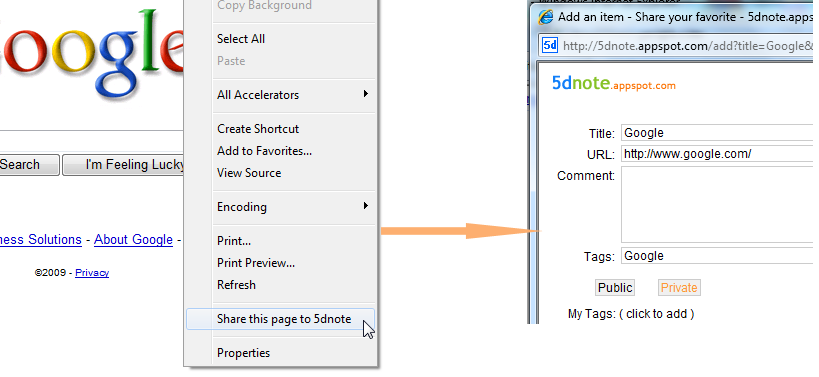 Google
Search
I'm Feeling Lucky
Solutions - About Google -
©2009 - Privacy
Copy Background
Select All
Paste
All Accelerators
Create Shortcut
Add to Favorites...
View Source
Encoding
Print...
Print Preview...
Refresh
Share this page to 5dnote
Properties
Add an item - Share your favorite - 5dnote.apps
5d http://5dnote.appspot.com/add?title=Google&
5dnote.appspot.com
Title: Google
URL: http://www.google.com/
Comment:
Tags: Google
Public Private
My Tags: ( click to add )